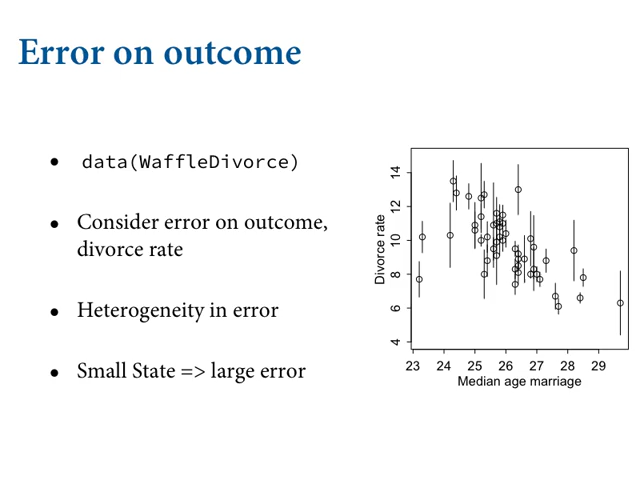 Error on outcome
• data(WaffleDivorce)
• Consider error on outcome,
divorce rate
• Heterogeneity in error
• Small State => large error
Divorce rate
14
12
10
8
6
4
23 24 25 26 27 28 29
Median age marriage